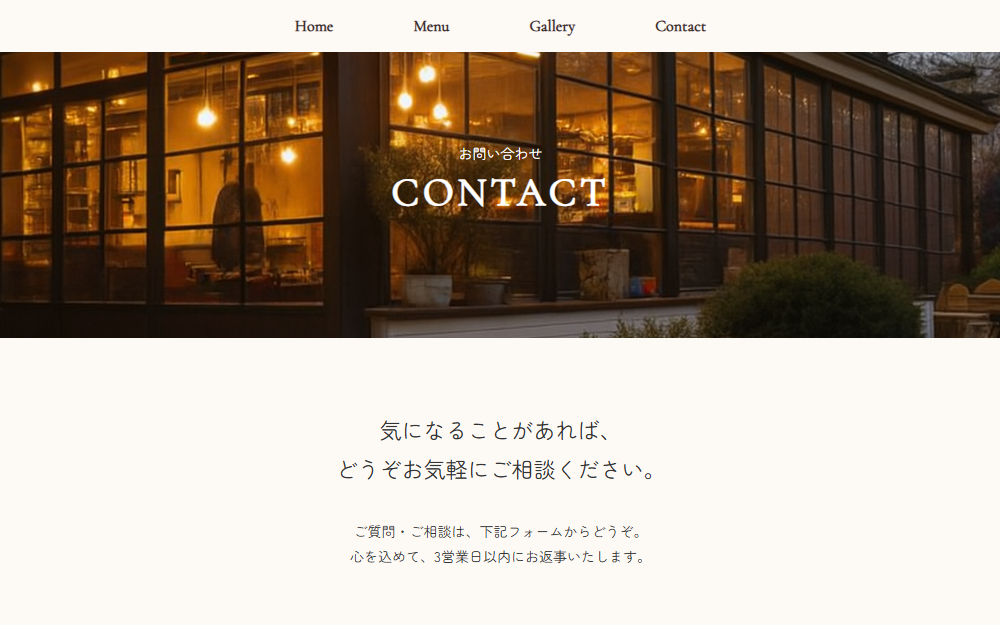 Home
Menu
Gallery
Contact
お問い合わせ
CONTACT
気になることがあれば、
どうぞお気軽にご相談ください。
ご質問・ご相談は、下記フォームからどうぞ。
心を込めて、3営業日以内にお返事いたします。